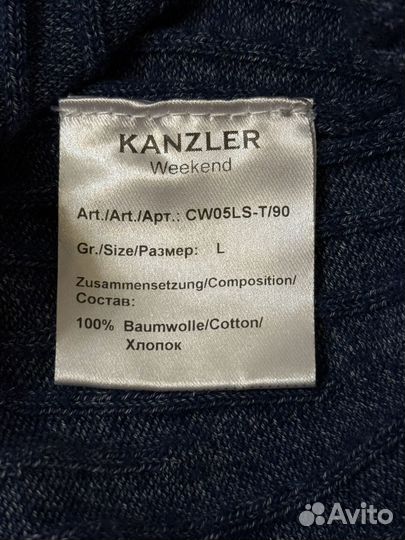 KANZLER
Weekend
Art./Art./Арт.: CW05LS-T/90
Gr./Size/Размер: L
Zusammensetzung/Composition/
Состав:
100% Baumwolle/Cotton/
Хлопок
Avito